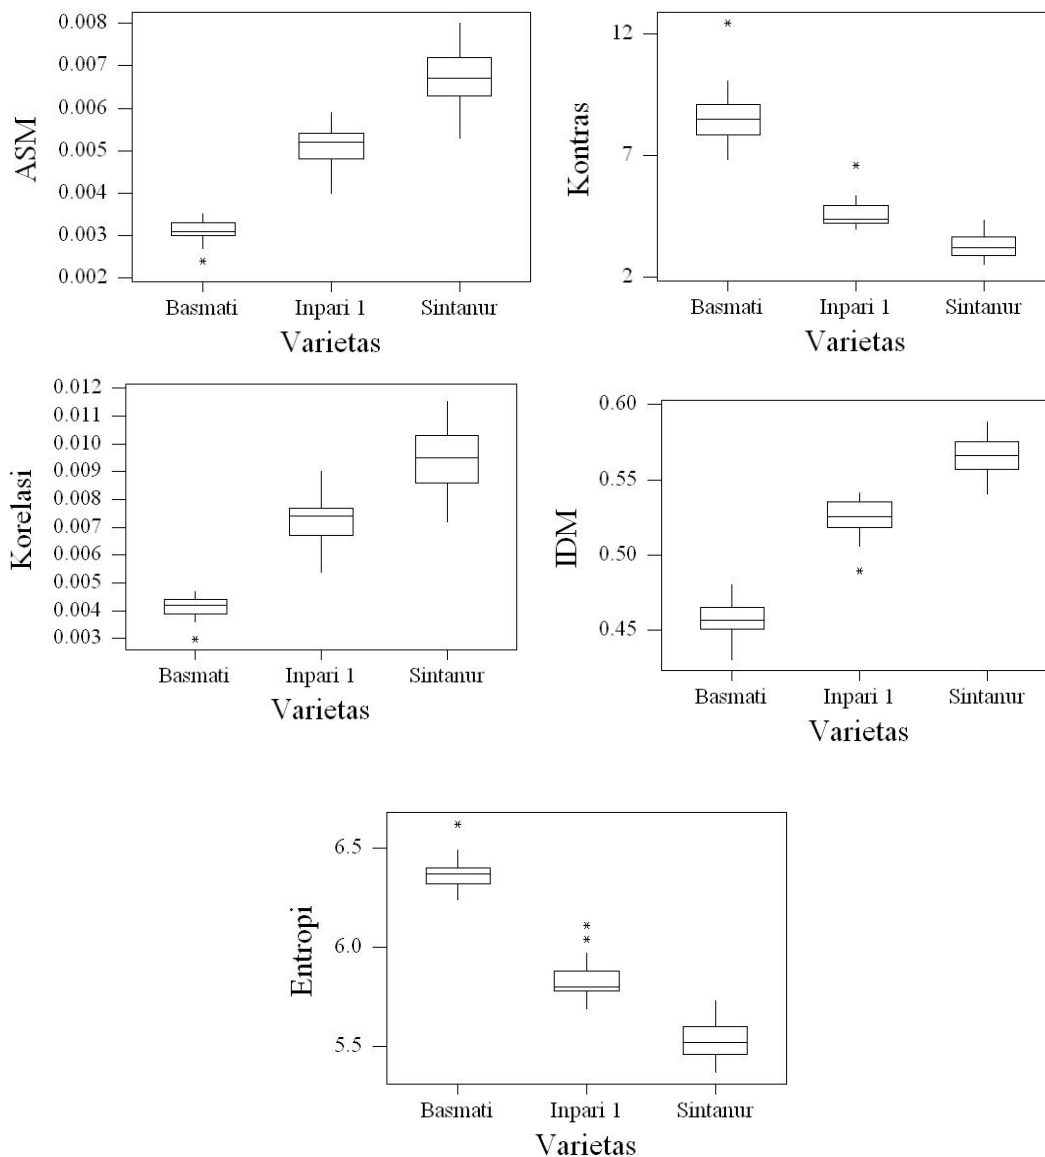 ASM
0.008
0.007
0.006
0.005
0.004
0.003
0.002
Basmati Inpari 1 Sintanur
Varietas
Kontras
12
7
2
Basmati Inpari 1 Sintanur
Varietas
Korelasi
0.012
0.011
0.010
0.009
0.008
0.007
0.006
0.005
0.004
0.003
Basmati Inpari 1 Sintanur
Varietas
IDM
0.60
0.55
0.50
0.45
Basmati Inpari 1 Sintanur
Varietas
Entropi
6.5
6.0
5.5
Basmati Inpari 1 Sintanur
Varietas